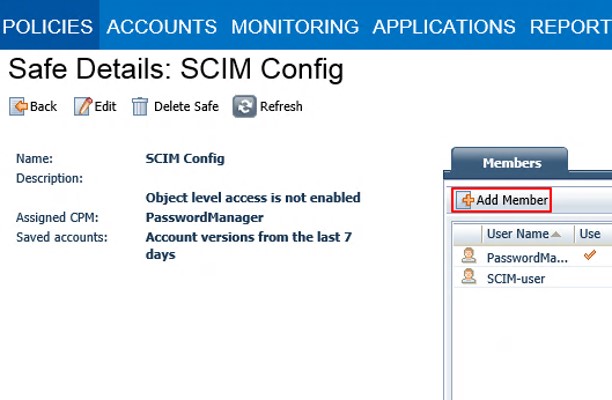 POLICIES ACCOUNTS MONITORING APPLICATIONS REPORT
Safe Details: SCIM Config
Back Edit Delete Safe Refresh
Name: SCIM Config
Description:
Object level access is not enabled
Assigned CPM: PasswordManager
Saved accounts: Account versions from the last 7
days
Members
Add Member
User Name Use
PasswordMa...
SCIM-user